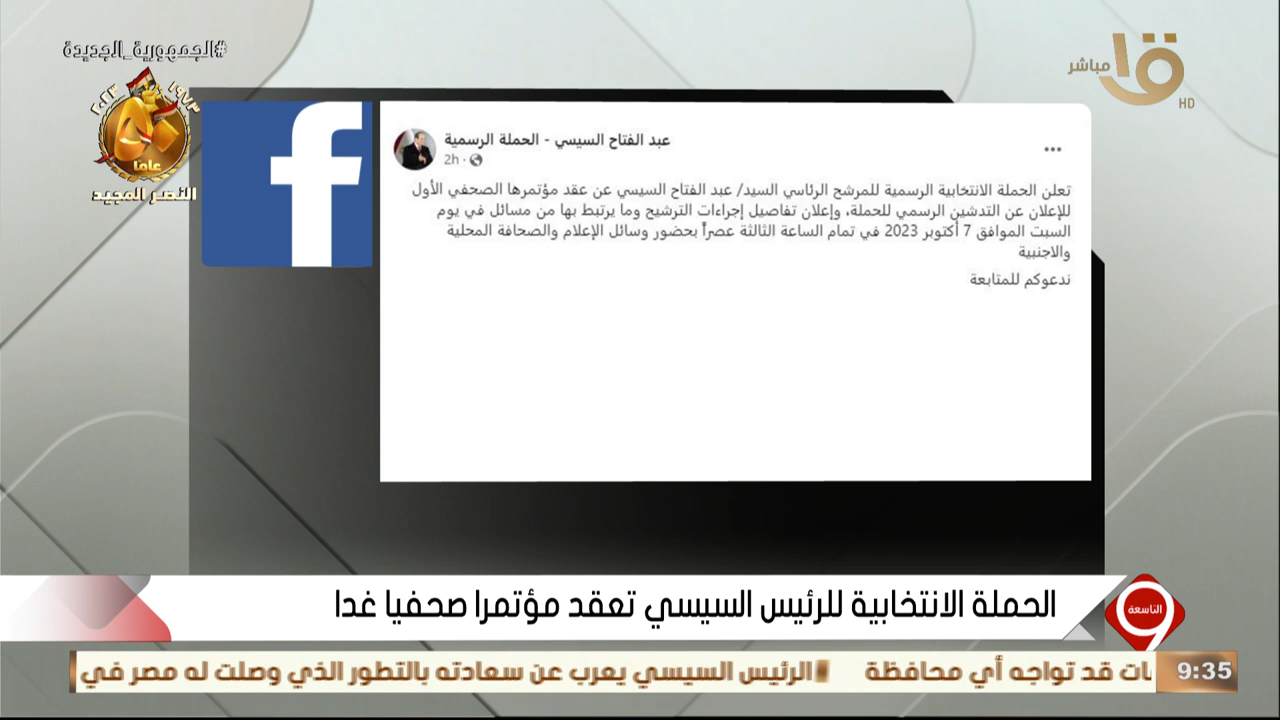 #الجمهورية_الجديدة
١٩٧٣ ٢٠٢٣
٥٠
عامًا
النصر المجيد
مباشر
HD
عبد الفتاح السيسي - الحملة الرسمية
2h
تعلن الحملة الانتخابية الرسمية للمرشح الرئاسي السيد/ عبد الفتاح السيسي عن عقد مؤتمرها الصحفي الأول
للإعلان عن التدشين الرسمي للحملة، وإعلان تفاصيل إجراءات الترشيح وما يرتبط بها من مسائل في يوم
السبت الموافق 7 أكتوبر 2023 في تمام الساعة الثالثة عصراً بحضور وسائل الإعلام والصحافة المحلية
والاجنبية
ندعوكم للمتابعة
الحملة الانتخابية للرئيس السيسي تعقد مؤتمرا صحفيا غدا
التاسعة
9:35
قد تواجه أي محافظة الرئيس السيسي يعرب عن سعادته بالتطور الذي وصلت له مصر في